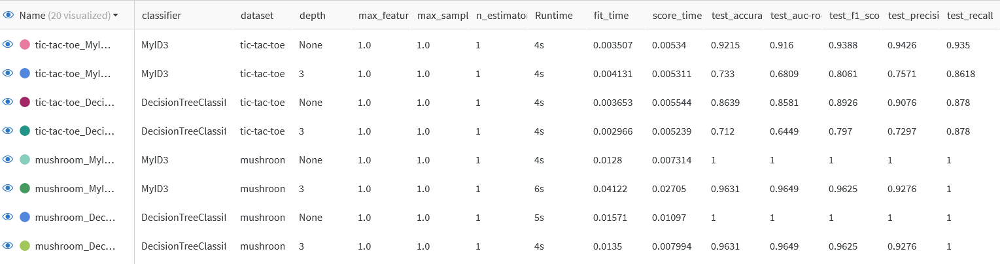 Name (20 visualized) classifier dataset depth max_featur max_sampl n_estimato Runtime fit_time score_time test_accura test_auc-ro test_f1_sco test_precisi test_recall
tic-tac-toe_MyI... MyID3 tic-tac-toe None 1.0 1.0 1 4s 0.003507 0.00534 0.9215 0.916 0.9388 0.9426 0.935
tic-tac-toe_MyI... MyID3 tic-tac-toe 3 1.0 1.0 1 4s 0.004131 0.005311 0.733 0.6809 0.8061 0.7571 0.8618
tic-tac-toe_Deci... DecisionTreeClassif tic-tac-toe None 1.0 1.0 1 4s 0.003653 0.005544 0.8639 0.8581 0.8926 0.9076 0.878
tic-tac-toe_Deci... DecisionTreeClassif tic-tac-toe 3 1.0 1.0 1 4s 0.002966 0.005239 0.712 0.6449 0.797 0.7297 0.878
mushroom_MyI... MyID3 mushroon None 1.0 1.0 1 4s 0.0128 0.007314 1 1 1 1 1
mushroom_MyI... MyID3 mushroon 3 1.0 1.0 1 6s 0.04122 0.02705 0.9631 0.9649 0.9625 0.9276 1
mushroom_Dec... DecisionTreeClassif mushroon None 1.0 1.0 1 5s 0.01571 0.01097 1 1 1 1 1
mushroom_Dec... DecisionTreeClassif mushroon 3 1.0 1.0 1 4s 0.0135 0.007994 0.9631 0.9649 0.9625 0.9276 1